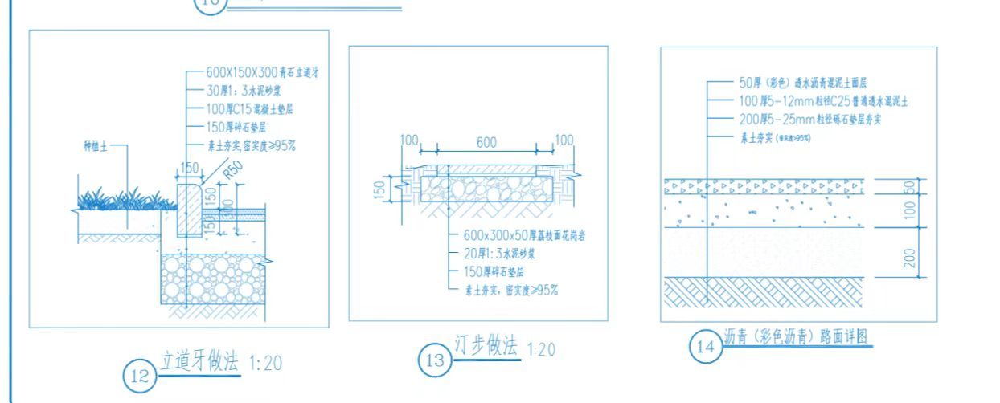 600X150X300青石立道牙
30厚1:3水泥砂浆
100厚C15混凝土垫层
150厚碎石垫层
素土夯实,密实度≥95%
种植土
150
R50
150
300
150
12
立道牙做法 1:20
100
600
100
150
600x300x50厚荔枝面花岗岩
20厚1:3水泥砂浆
150厚碎石垫层
素土夯实,密实度≥95%
13
汀步做法 1:20
50厚(彩色)透水沥青混泥土面层
100厚5-12mm粒径C25普通透水混泥土
200厚5-25mm粒径砾石垫层夯实
素土夯实(密实度>95%)
50
100
200
14
沥青(彩色沥青)路面详图